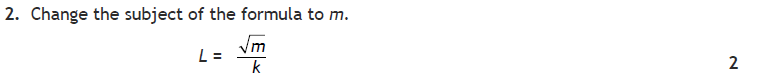 2. Change the subject of the formula to m.
L = √m / k
2